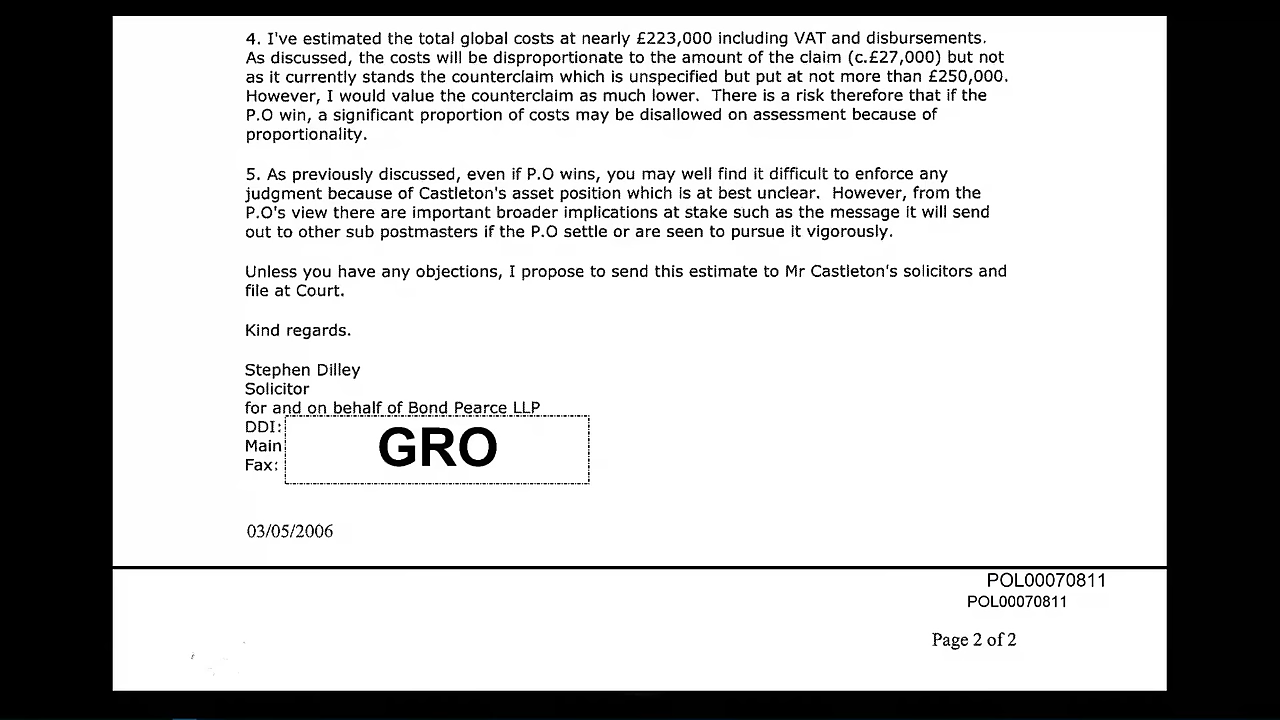 4. I've estimated the total global costs at nearly £223,000 including VAT and disbursements.
As discussed, the costs will be disproportionate to the amount of the claim (c.£27,000) but not
as it currently stands the counterclaim which is unspecified but put at not more than £250,000.
However, I would value the counterclaim as much lower.  There is a risk therefore that if the
P.O win, a significant proportion of costs may be disallowed on assessment because of
proportionality.
5. As previously discussed, even if P.O wins, you may well find it difficult to enforce any
judgment because of Castleton's asset position which is at best unclear.  However, from the
P.O's view there are important broader implications at stake such as the message it will send
out to other sub postmasters if the P.O settle or are seen to pursue it vigorously.
Unless you have any objections, I propose to send this estimate to Mr Castleton's solicitors and
file at Court.
Kind regards.
Stephen Dilley
Solicitor
for and on behalf of Bond Pearce LLP
DDI:
Main
Fax:
GRO
03/05/2006
POL00070811
POL00070811
Page 2 of 2